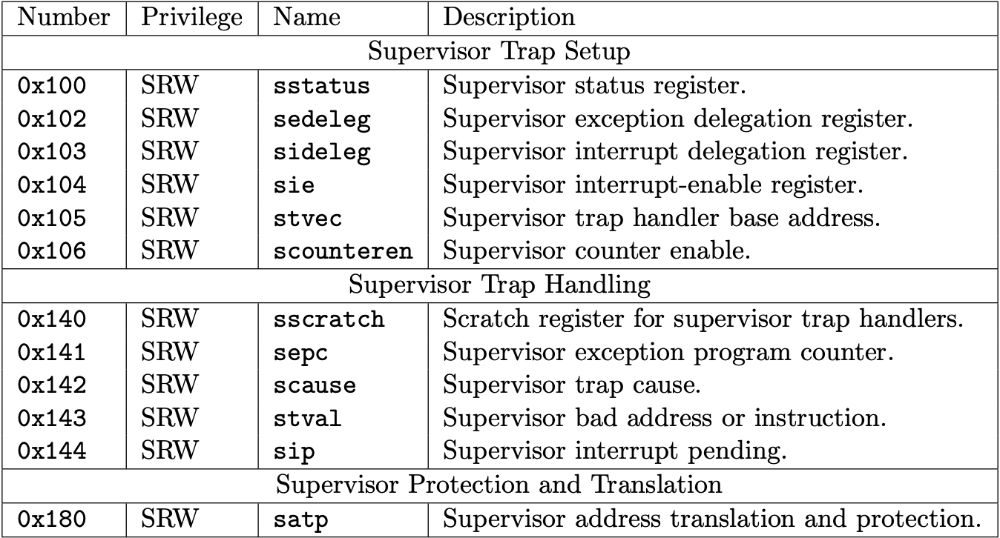 Number Privilege Name Description
Supervisor Trap Setup
0x100 SRW sstatus Supervisor status register.
0x102 SRW sedeleg Supervisor exception delegation register.
0x103 SRW sideleg Supervisor interrupt delegation register.
0x104 SRW sie Supervisor interrupt-enable register.
0x105 SRW stvec Supervisor trap handler base address.
0x106 SRW scounteren Supervisor counter enable.
Supervisor Trap Handling
0x140 SRW sscratch Scratch register for supervisor trap handlers.
0x141 SRW sepc Supervisor exception program counter.
0x142 SRW scause Supervisor trap cause.
0x143 SRW stval Supervisor bad address or instruction.
0x144 SRW sip Supervisor interrupt pending.
Supervisor Protection and Translation
0x180 SRW satp Supervisor address translation and protection.